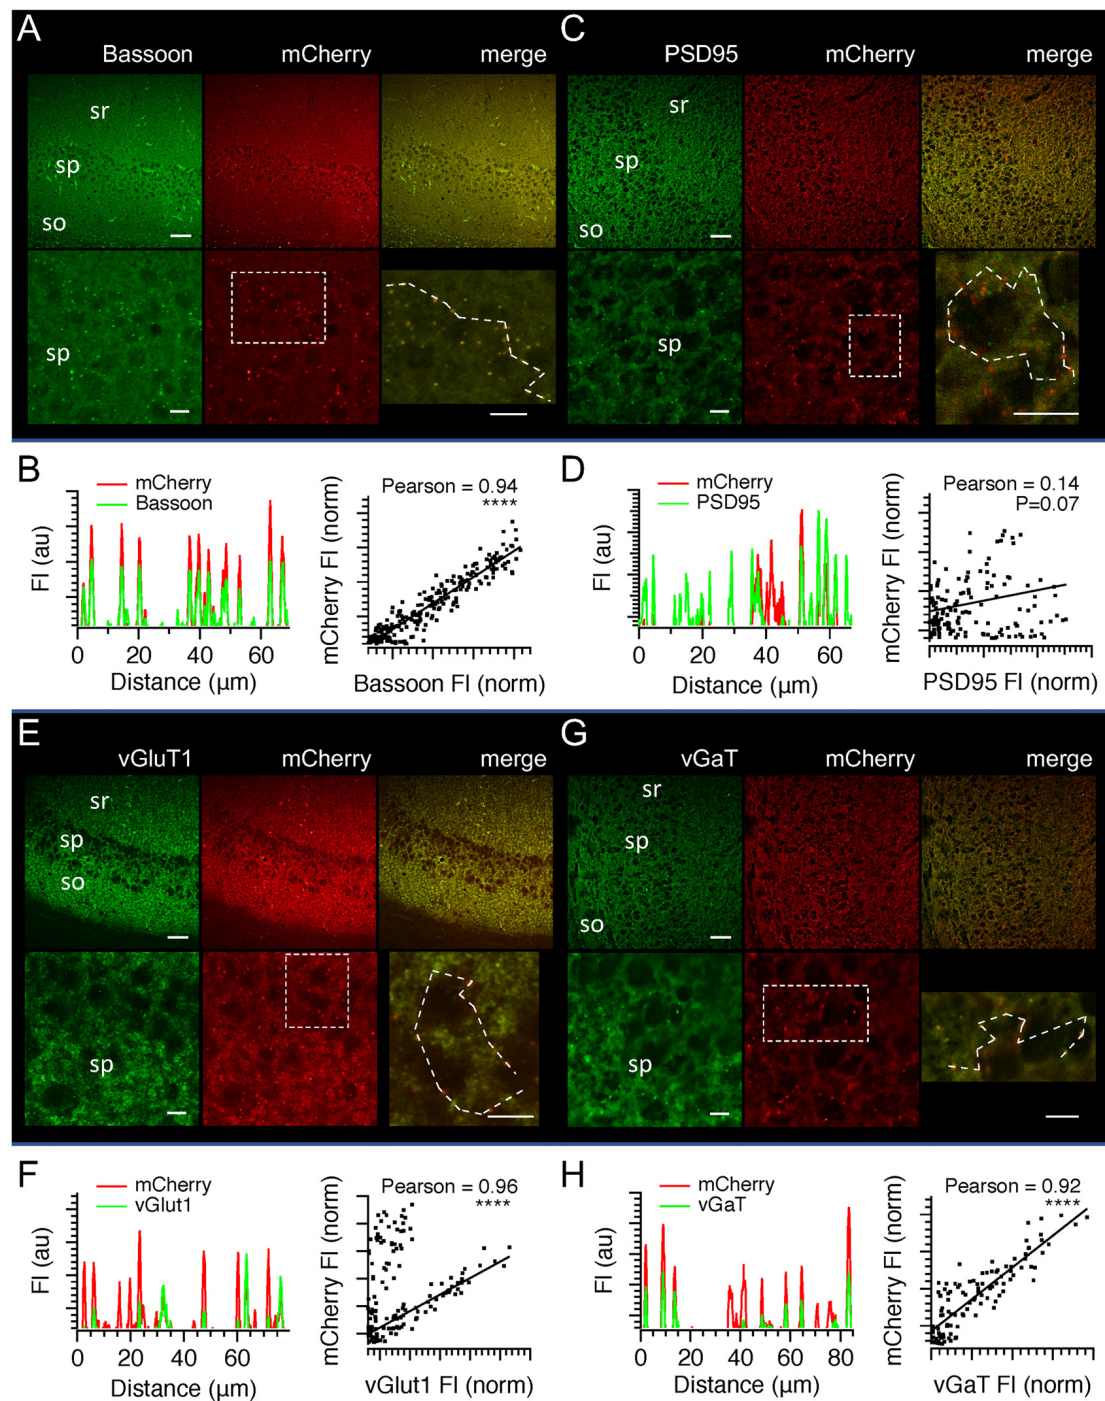 A
Bassoon mCherry merge
sr
sp
so
sp
C
PSD95 mCherry merge
sr
sp
so
sp
B
mCherry
Bassoon
FI (au)
0 20 40 60
Distance (µm)
Pearson = 0.94
****
mCherry FI (norm)
Bassoon FI (norm)
D
mCherry
PSD95
FI (au)
0 20 40 60
Distance (µm)
Pearson = 0.14
P=0.07
mCherry FI (norm)
PSD95 FI (norm)
E
vGluT1 mCherry merge
sr
sp
so
sp
G
vGaT mCherry merge
sr
sp
so
sp
F
mCherry
vGlut1
FI (au)
0 20 40 60
Distance (µm)
Pearson = 0.96
****
mCherry FI (norm)
vGlut1 FI (norm)
H
mCherry
vGaT
FI (au)
0 20 40 60 80
Distance (µm)
Pearson = 0.92
****
mCherry FI (norm)
vGaT FI (norm)